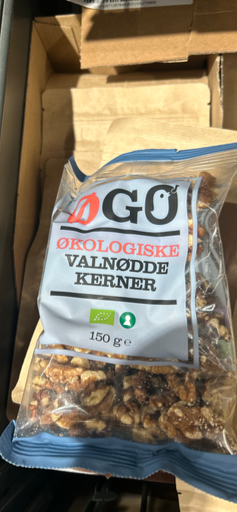 ØGO
ØKOLOGISKE
VALNØDDE
KERNER
150 g e